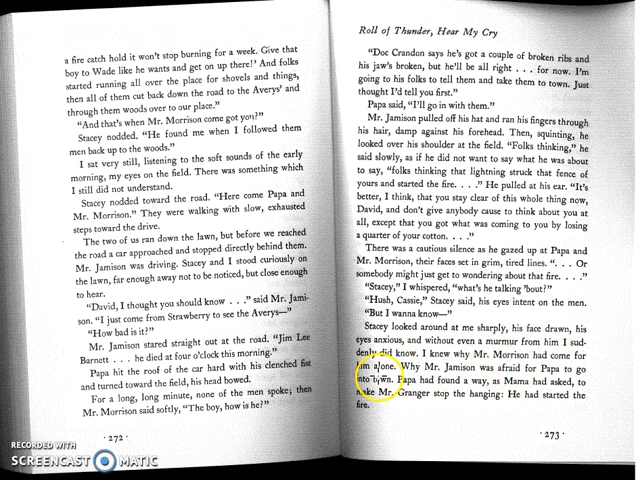 a fire catch hold it won't stop burning for a week. Give that
boy to Wade like he wants and get on up there!' And folks
started running all over the place for shovels and things,
then all of them cut back down the road to the Averys' and
through them woods over to our place."
"And that's when Mr. Morrison come got you?"
Stacey nodded. "He found me when I followed them
men back up to the woods."
I sat very still, listening to the soft sounds of the early
morning, my eyes on the field. There was something which
I still did not understand.
Stacey nodded toward the road. "Here come Papa and
Mr. Morrison." They were walking with slow, exhausted
steps toward the drive.
The two of us ran down the lawn, but before we reached
the road a car approached and stopped directly behind them.
Mr. Jamison was driving. Stacey and I stood curiously on
the lawn, far enough away not to be noticed, but close enough
to hear.
"David, I thought you should know . . ." said Mr. Jami-
son. "I just come from Strawberry to see the Averys—"
"How bad is it?"
Mr. Jamison stared straight out at the road. "Jim Lee
Barnett . . . he died at four o'clock this morning."
Papa hit the roof of the car hard with his clenched fist
and turned toward the field, his head bowed.
For a long, long minute, none of the men spoke; then
Mr. Morrison said softly, "The boy, how is he?"
· 272 ·
RECORDED WITH
SCREENCAST MATIC
Roll of Thunder, Hear My Cry
"Doc Crandon says he's got a couple of broken ribs and
his jaw's broken, but he'll be all right . . . for now. I'm
going to his folks to tell them and take them to town. Just
thought I'd tell you first."
Papa said, "I'll go in with them."
Mr. Jamison pulled off his hat and ran his fingers through
his hair, damp against his forehead. Then, squinting, he
looked over his shoulder at the field. "Folks thinking," he
said slowly, as if he did not want to say what he was about
to say, "folks thinking that lightning struck that fence of
yours and started the fire. . . ." He pulled at his ear. "It's
better, I think, that you stay clear of this whole thing now,
David, and don't give anybody cause to think about you at
all, except that you got what was coming to you by losing
a quarter of your cotton. . . ."
There was a cautious silence as he gazed up at Papa and
Mr. Morrison, their faces set in grim, tired lines. ". . . Or
somebody might just get to wondering about that fire. . . ."
"Stacey," I whispered, "what's he talking 'bout?"
"Hush, Cassie," Stacey said, his eyes intent on the men.
"But I wanna know—"
Stacey looked around at me sharply, his face drawn, his
eyes anxious, and without even a murmur from him I sud-
denly did know. I knew why Mr. Morrison had come for
him alone. Why Mr. Jamison was afraid for Papa to go
into town. Papa had found a way, as Mama had asked, to
make Mr. Granger stop the hanging: He had started the
fire.
· 273 ·